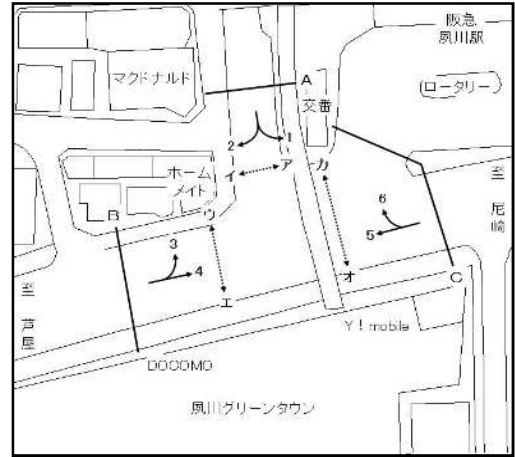 阪急
夙川駅
マクドナルド
A
交番
ロータリー
1
2
ア
カ
イ
ホーム
メイト
ウ
B
6
5
至
尼
崎
3
4
オ
C
エ
至
芦
屋
Y！mobile
DOCOMO
夙川グリーンタウン